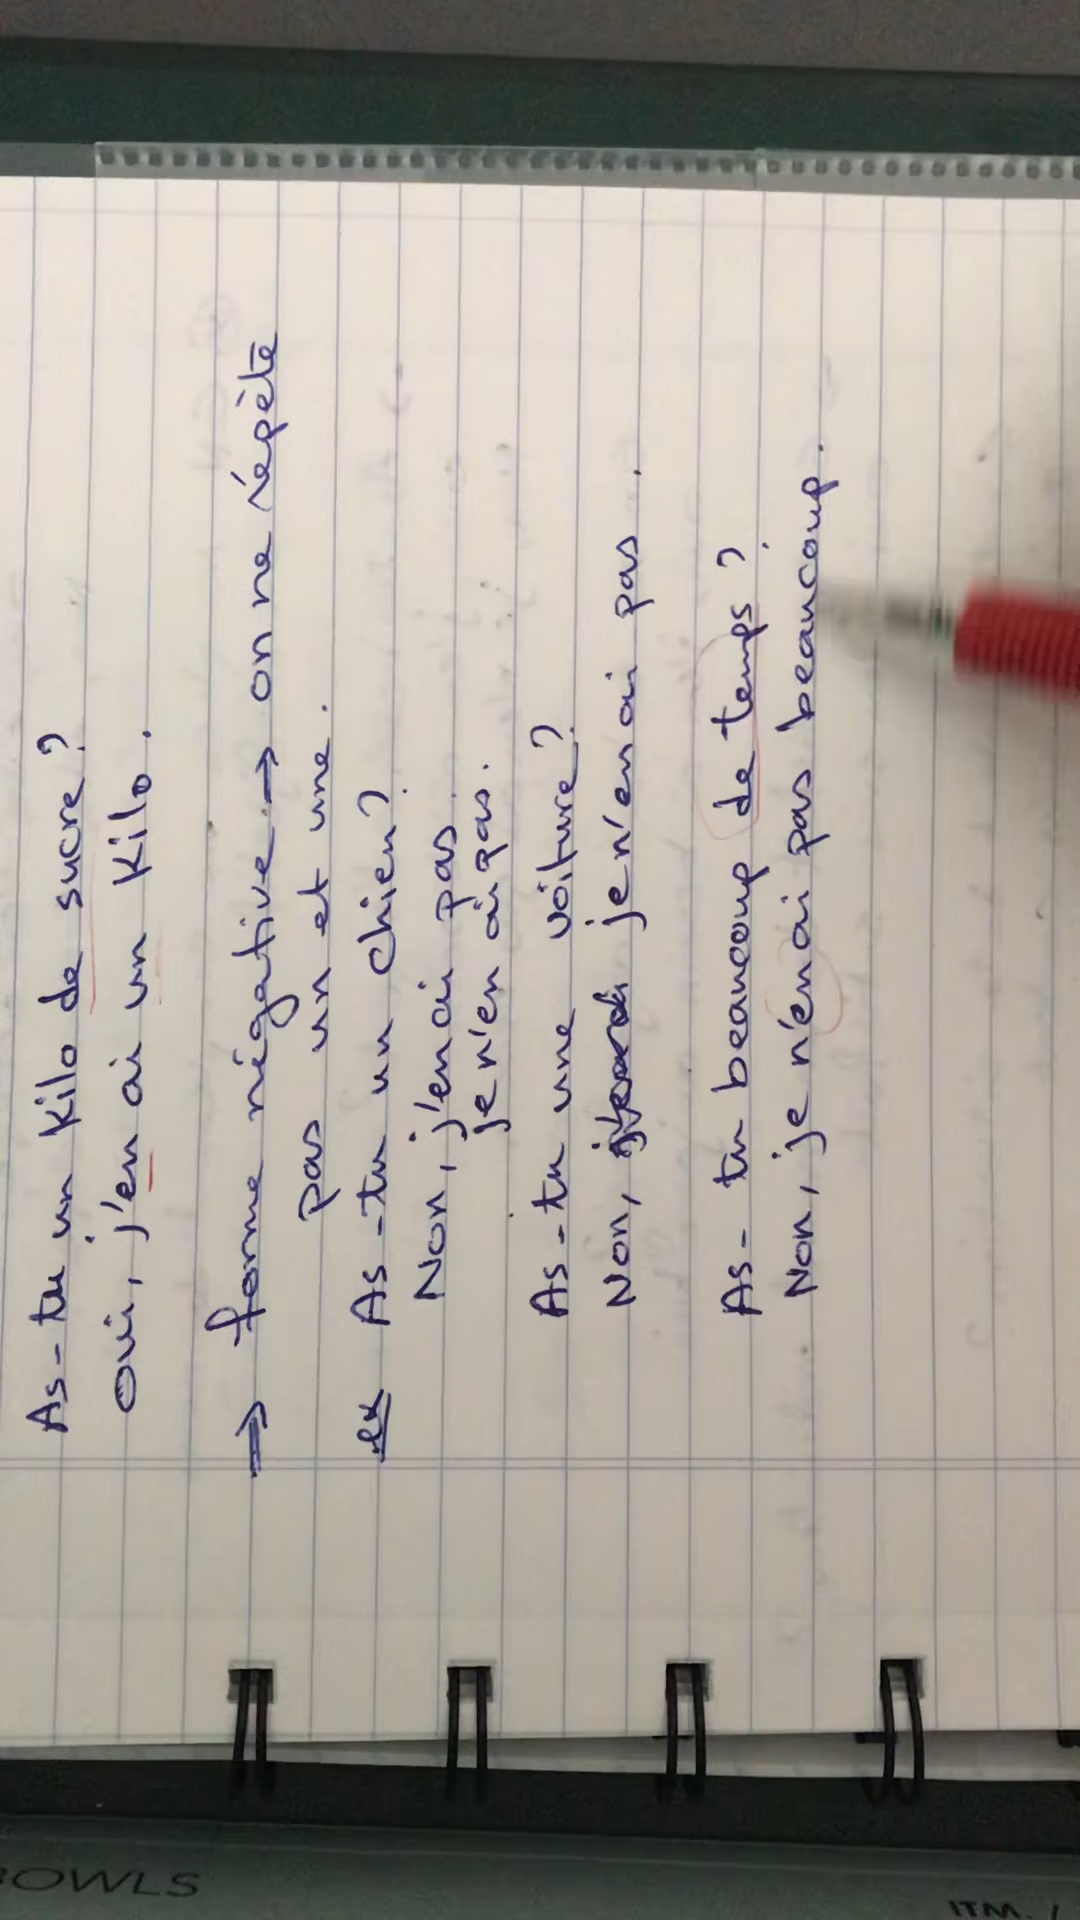 As-tu un kilo de sucre?
oui, j'en ai un kilo.
⇒ forme négative → on ne répète
pas un et une.
ex As-tu un chien?
Non, j'en ai pas.
je n'en ai pas.
As-tu une voiture?
Non, je n'en ai pas.
As-tu beaucoup de temps?
Non, je n'en ai pas beaucoup.
BOWLS
ITM.